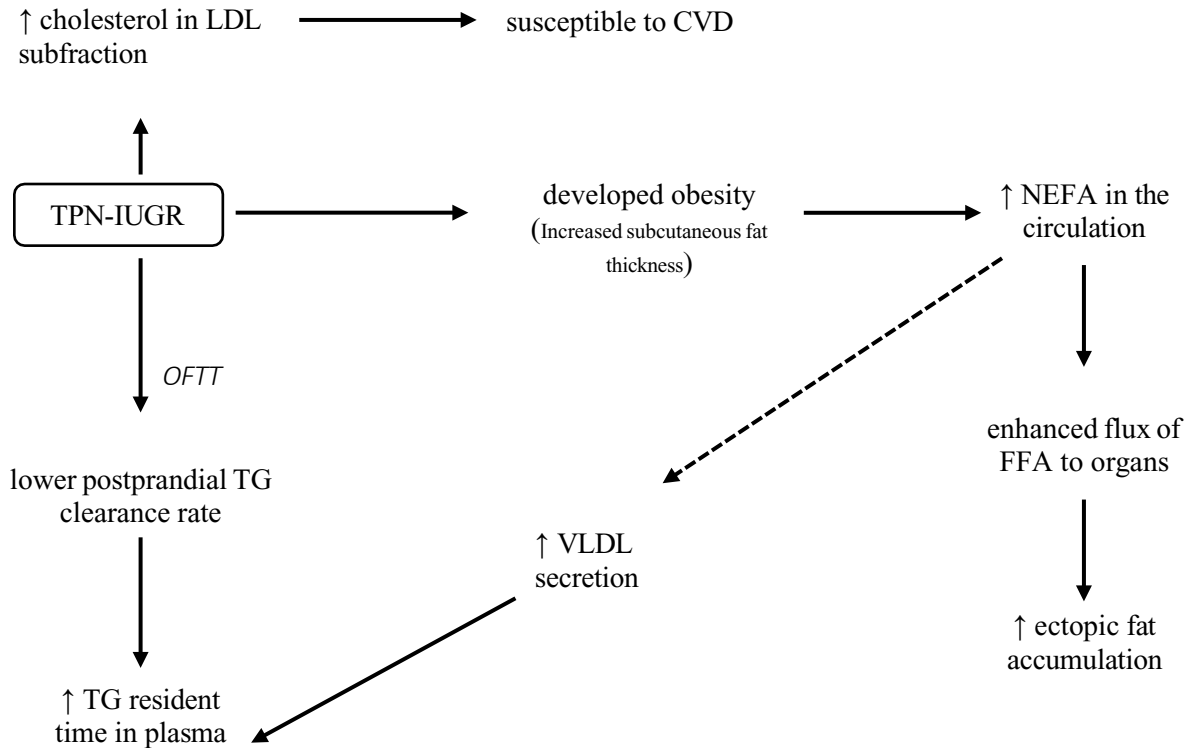 ↑ cholesterol in LDL
subfraction
susceptible to CVD
TPN-IUGR
developed obesity
(Increased subcutaneous fat
thickness)
↑ NEFA in the
circulation
OFTT
enhanced flux of
FFA to organs
lower postprandial TG
clearance rate
↑ VLDL
secretion
↑ ectopic fat
accumulation
↑ TG resident
time in plasma